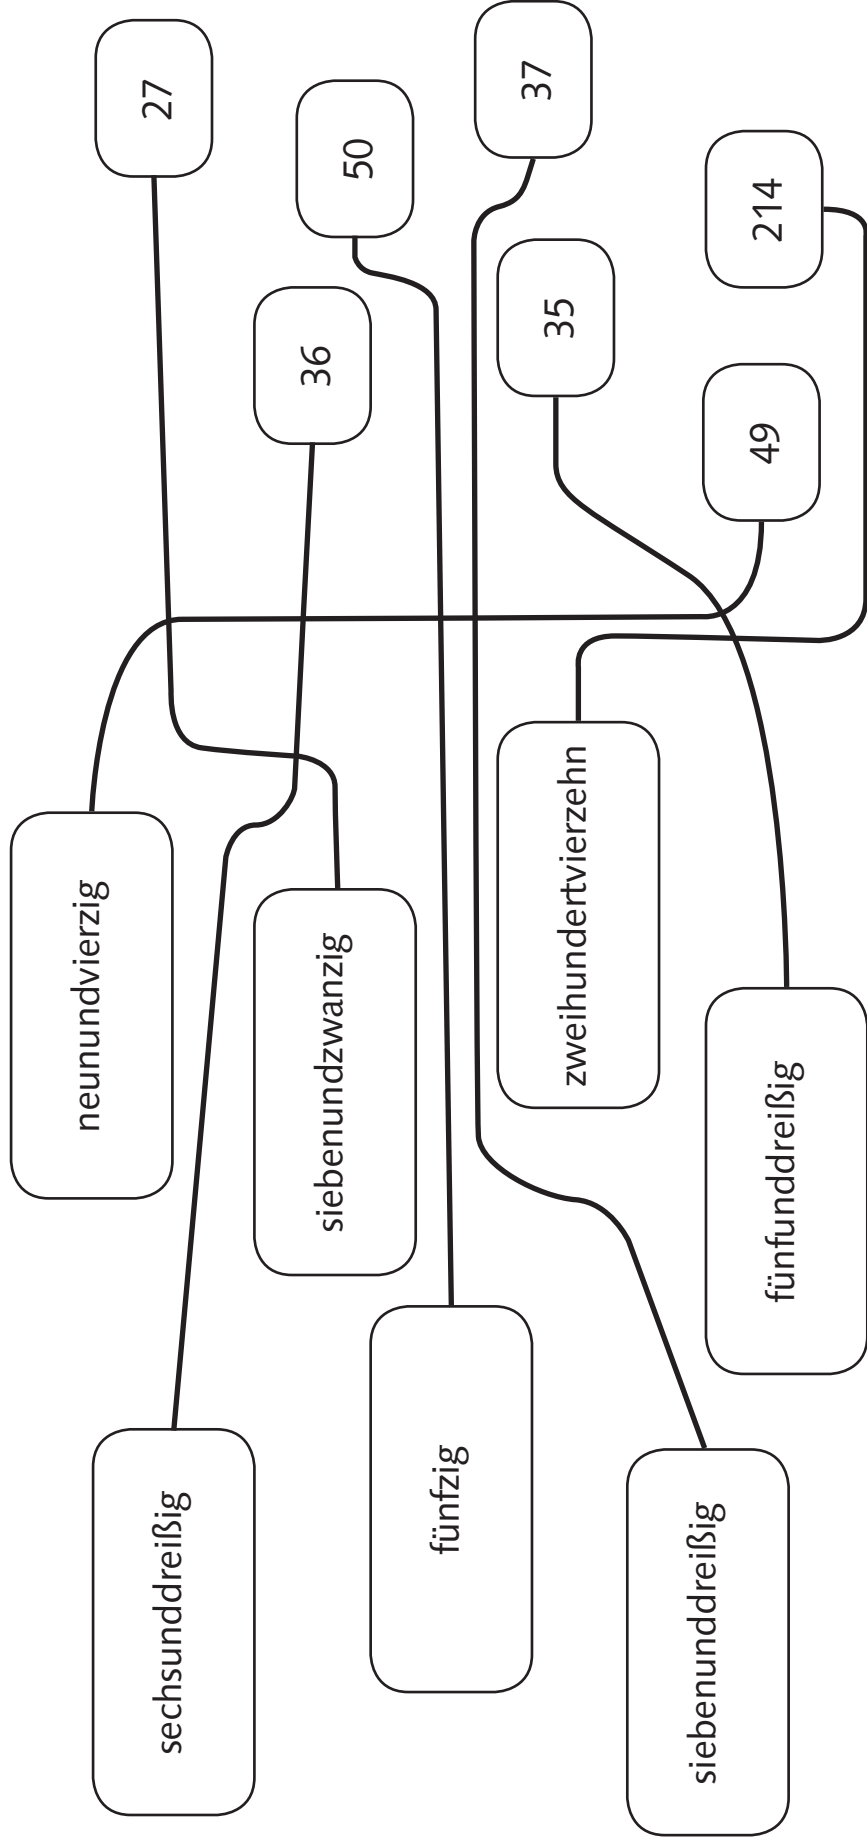 neunundvierzig
sechsunddreißig
27
siebenundzwanzig
36
50
fünfzig
37
zweihundertvierzehn
35
siebenunddreißig
fünfunddreißig
49
214